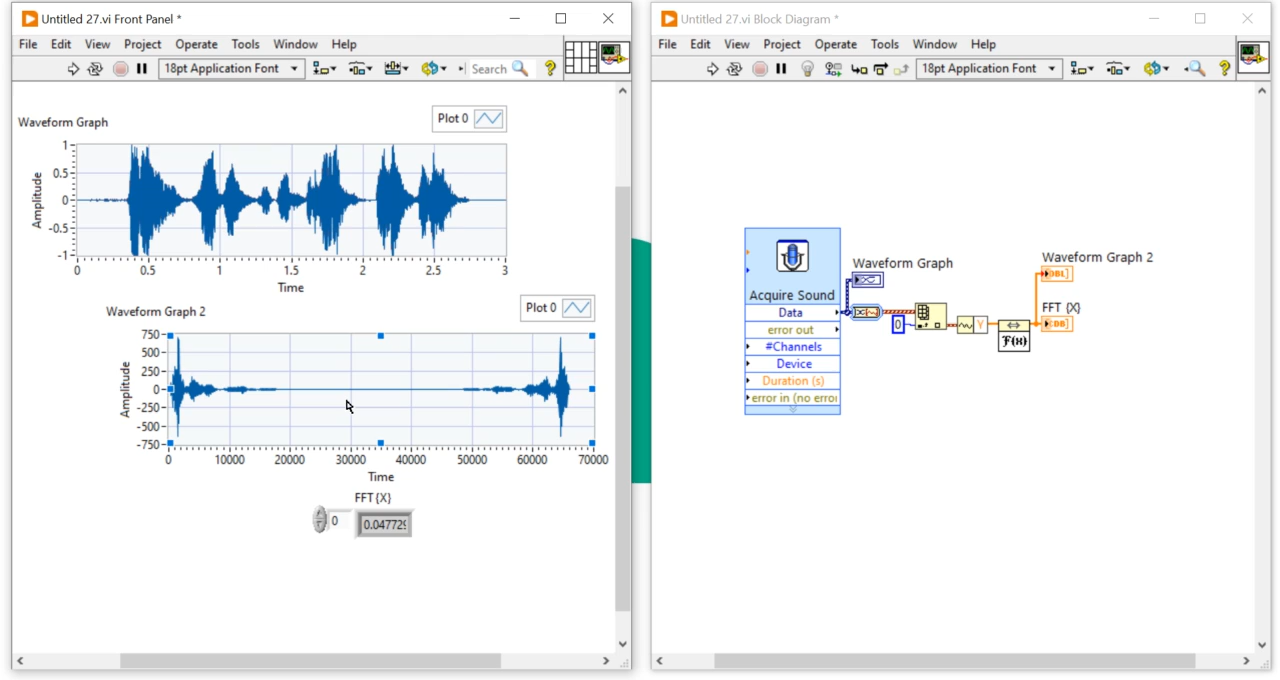 Untitled 27.vi Front Panel *
File Edit View Project Operate Tools Window Help
18pt Application Font
Search
Waveform Graph
Plot 0
Amplitude
1
0.5
0
-0.5
-1
0 0.5 1 1.5 2 2.5 3
Time
Waveform Graph 2
Plot 0
Amplitude
750
500
250
0
-250
-500
-750
0 10000 20000 30000 40000 50000 60000 70000
Time
FFT {X}
0
Untitled 27.vi Block Diagram *
File Edit View Project Operate Tools Window Help
18pt Application Font
Acquire Sound
Data
error out
#Channels
Device
Duration (s)
error in (no error
Waveform Graph
0
Y
F(x)
Waveform Graph 2
DBL]
FFT {X}
[DB]